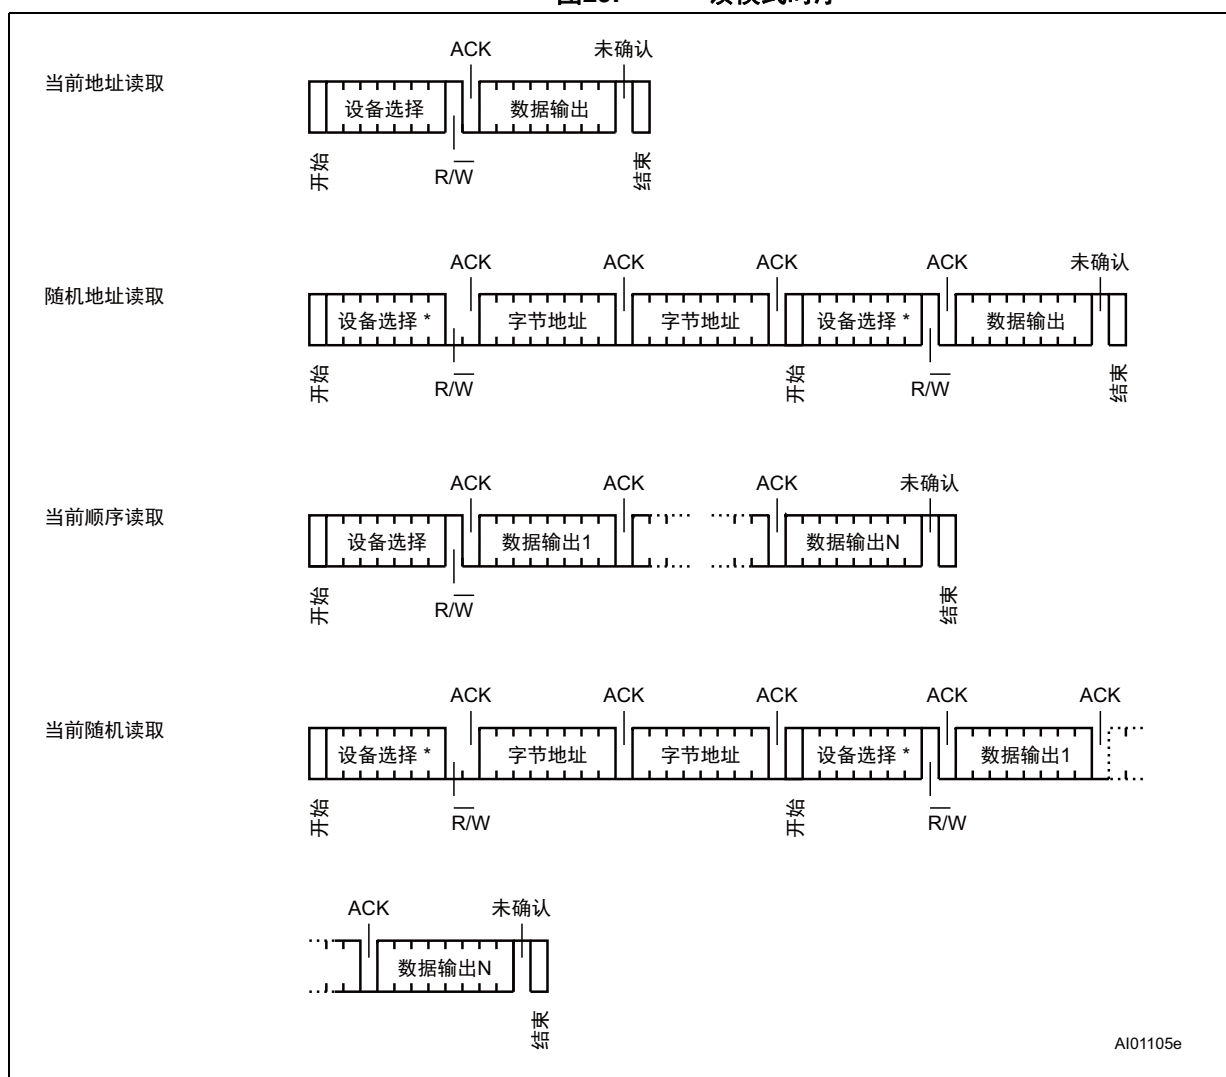 ACK 未确认
当前地址读取
设备选择 数据输出
开始 R/W 结束
ACK ACK ACK ACK 未确认
随机地址读取
设备选择 * 字节地址 字节地址 设备选择 * 数据输出
开始 R/W 开始 R/W 结束
ACK ACK ACK 未确认
当前顺序读取
设备选择 数据输出1 数据输出N
开始 R/W 结束
ACK ACK ACK ACK ACK
当前随机读取
设备选择 * 字节地址 字节地址 设备选择 * 数据输出1
开始 R/W 开始 R/W
ACK 未确认
数据输出N
结束
AI01105e